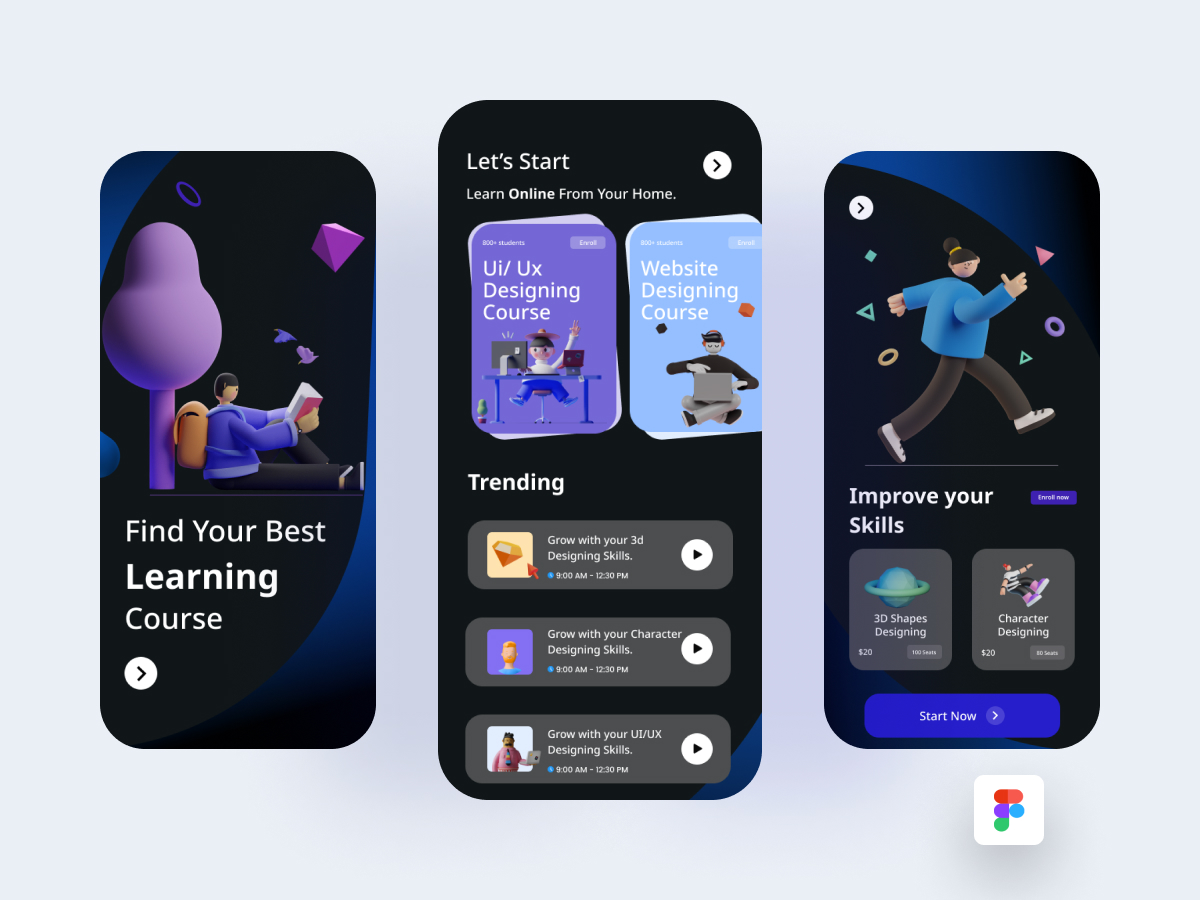 Find Your Best
Learning
Course
Let’s Start
Learn Online From Your Home.
800+ students
Enroll
Ui/ Ux
Designing
Course
800+ students
Enroll
Website
Designing
Course
Trending
Grow with your 3d
Designing Skills.
9:00 AM - 12:30 PM
Grow with your Character
Designing Skills.
9:00 AM - 12:30 PM
Grow with your UI/UX
Designing Skills.
9:00 AM - 12:30 PM
Improve your
Skills
Enroll now
3D Shapes
Designing
$20
100 Seats
Character
Designing
$20
80 Seats
Start Now